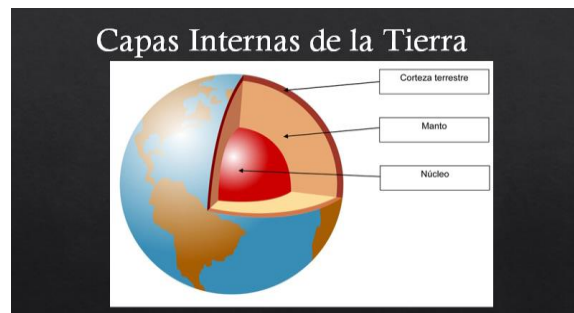 Capas Internas de la Tierra
Corteza terrestre
Manto
Núcleo